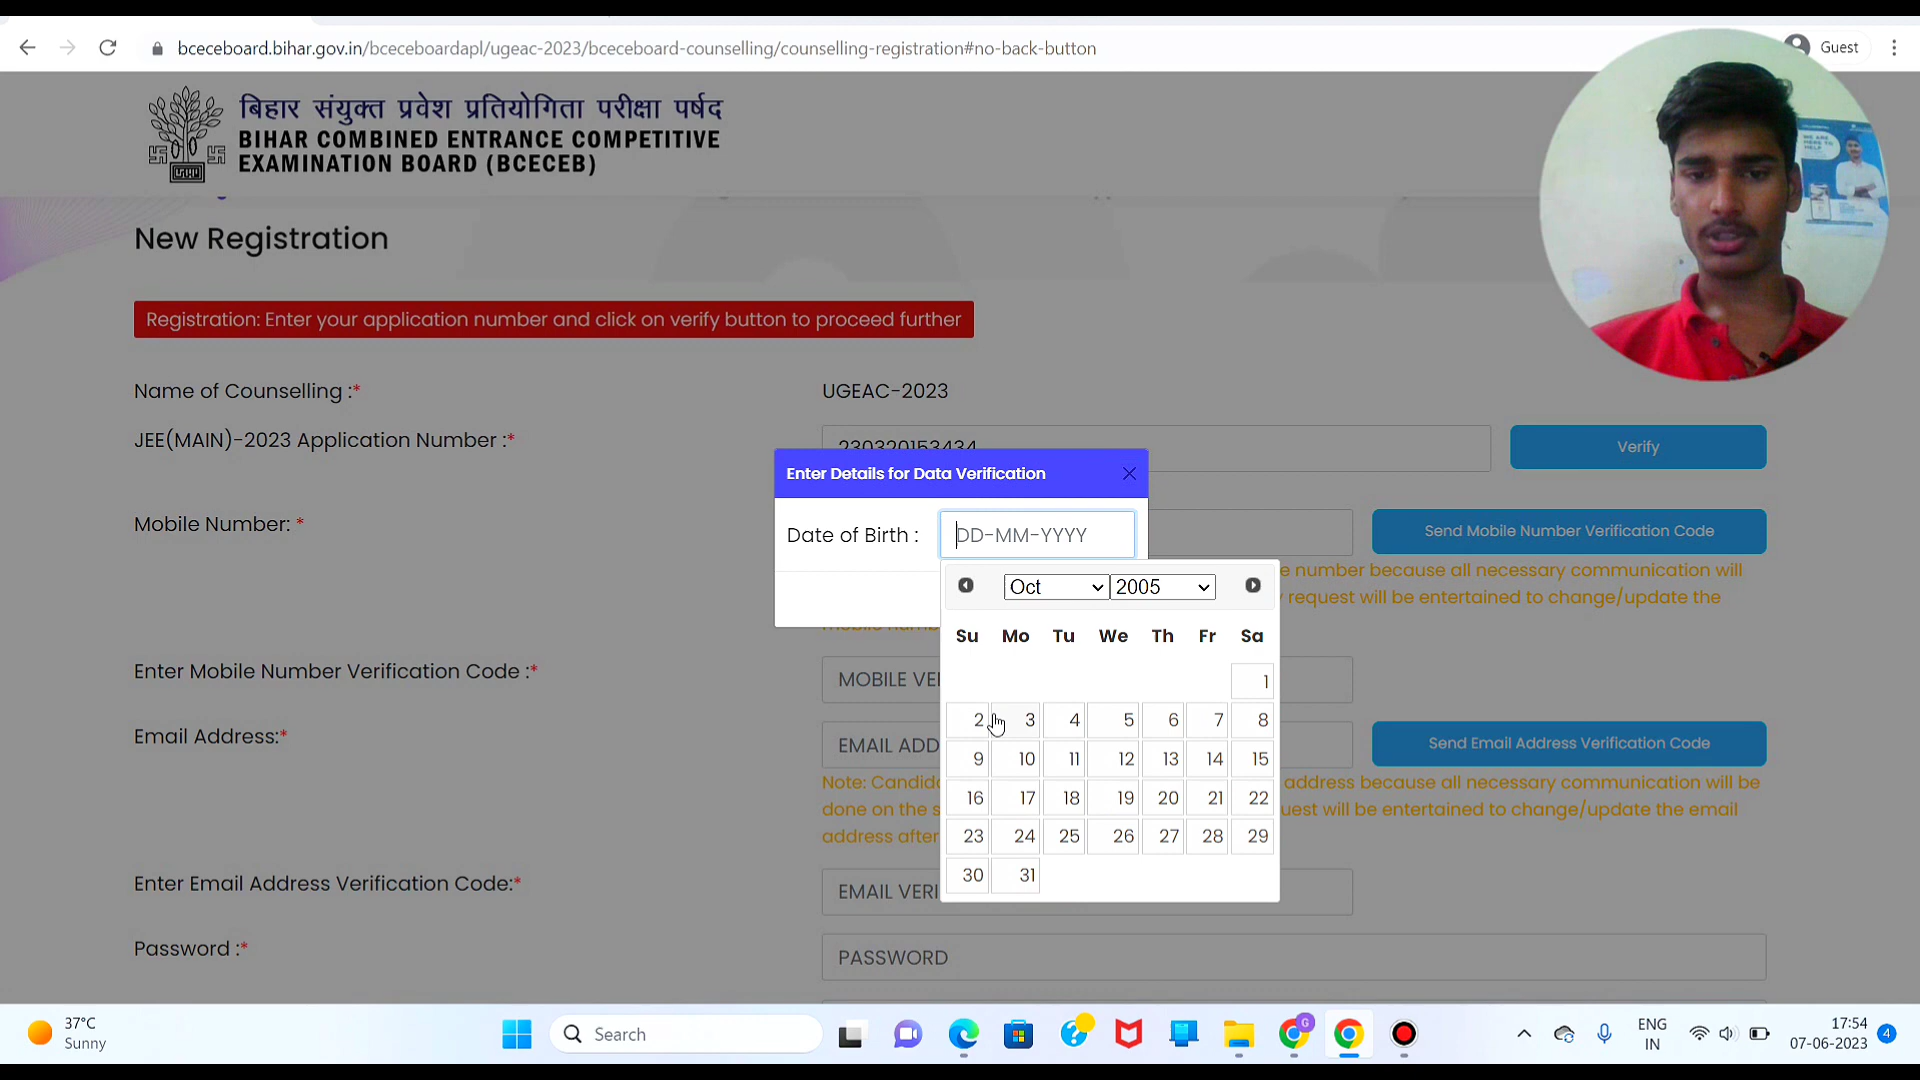 bceceboard.bihar.gov.in/bceceboardapl/ugeac-2023/bceceboard-counselling/counselling-registration#no-back-button
Guest
बिहार संयुक्त प्रवेश प्रतियोगिता परीक्षा पर्षद
BIHAR COMBINED ENTRANCE COMPETITIVE
EXAMINATION BOARD (BCECEB)
WE ARE
HERE TO
HELP
New Registration
Registration: Enter your application number and click on verify button to proceed further
Name of Counselling :*
UGEAC-2023
JEE(MAIN)-2023 Application Number :*
230320153434
Verify
Enter Details for Data Verification
Date of Birth :
DD-MM-YYYY
Mobile Number: *
Send Mobile Number Verification Code
number because all necessary communication will
request will be entertained to change/update the
Oct 2005
Su Mo Tu We Th Fr Sa
1
2 3 4 5 6 7 8
9 10 11 12 13 14 15
16 17 18 19 20 21 22
23 24 25 26 27 28 29
30 31
Enter Mobile Number Verification Code :*
MOBILE VE
Email Address:*
EMAIL ADD
Send Email Address Verification Code
Note: Candid address because all necessary communication will be
done on the s will be entertained to change/update the email
address after
Enter Email Address Verification Code:*
EMAIL VERI
Password :*
PASSWORD
37°C
Sunny
Search
G
ENG
IN
17:54
07-06-2023
4